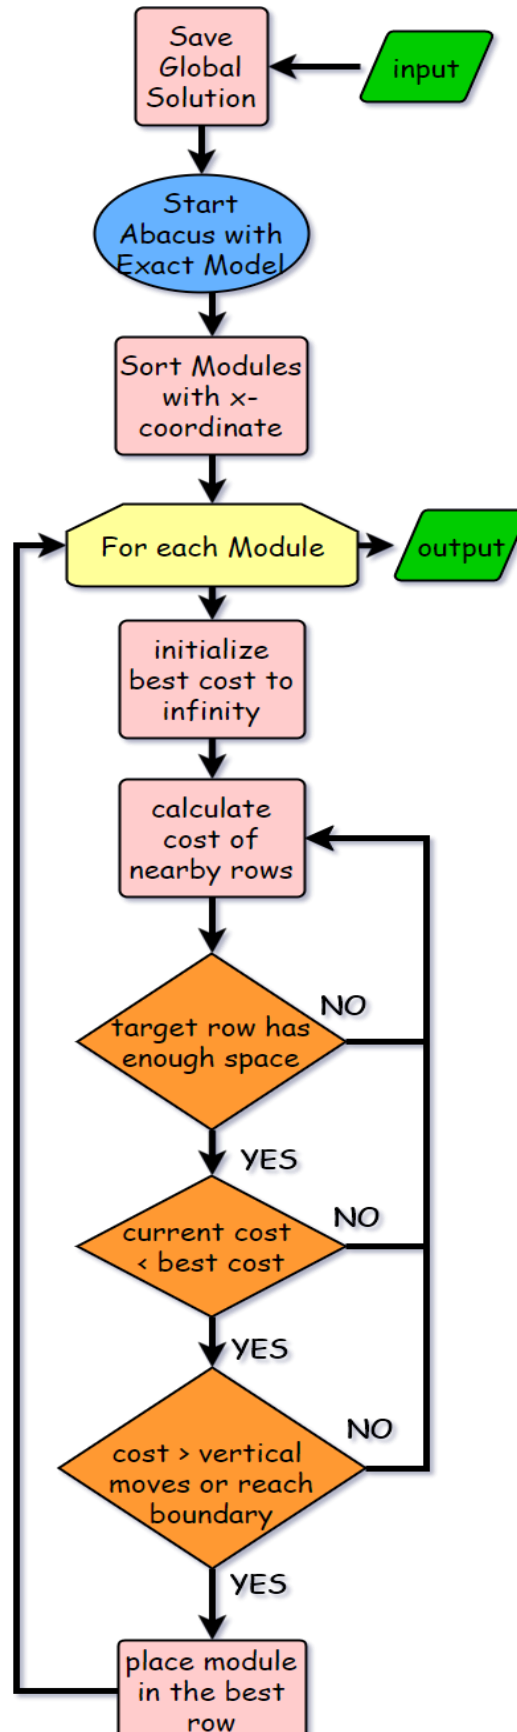 Save
Global
Solution
input
Start
Abacus with
Exact Model
Sort Modules
with x-
coordinate
For each Module
output
initialize
best cost to
infinity
calculate
cost of
nearby rows
NO
target row has
enough space
YES
NO
current cost
< best cost
YES
NO
cost > vertical
moves or reach
boundary
YES
place module
in the best
row